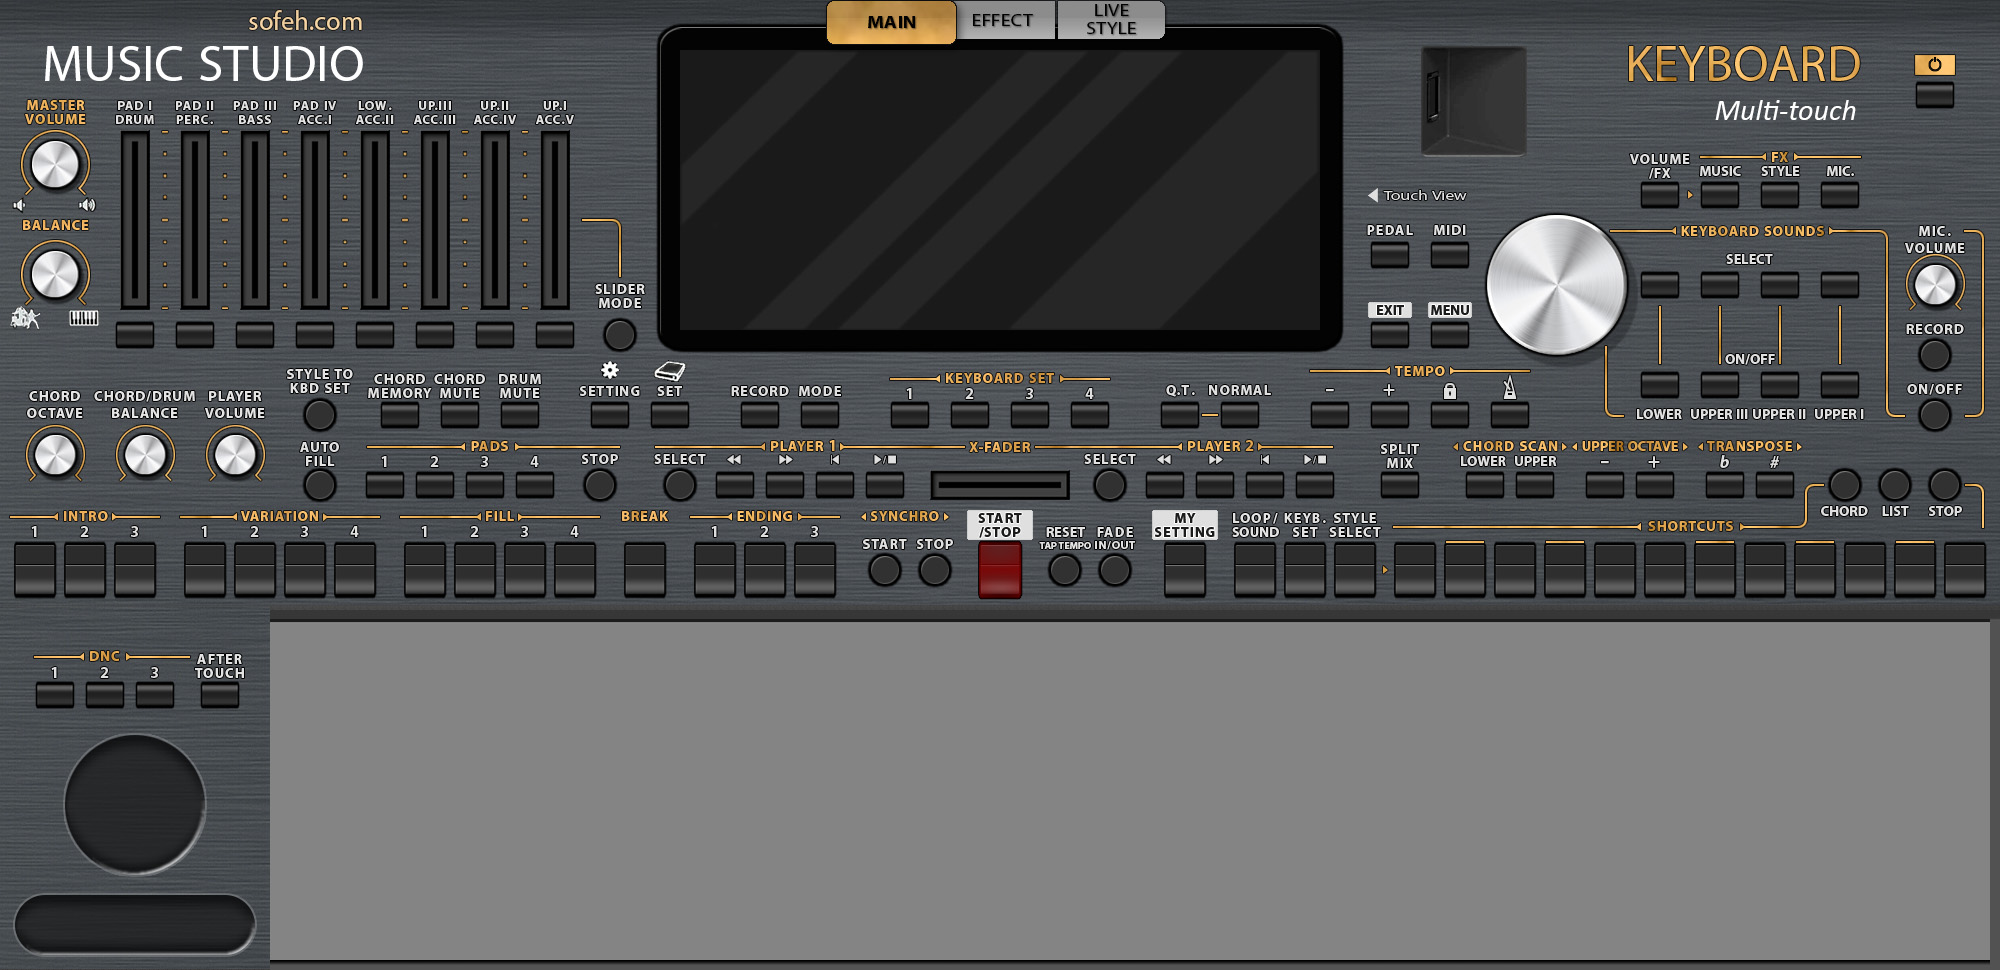 sofeh.com
MUSIC STUDIO
MAIN
EFFECT
LIVE
STYLE
KEYBOARD
Multi-touch
MASTER
VOLUME
BALANCE
PAD I
DRUM
PAD II
PERC.
PAD III
BASS
PAD IV
ACC.I
LOW.
ACC.II
UP.III
ACC.III
UP.II
ACC.IV
UP.I
ACC.V
SLIDER
MODE
Touch View
PEDAL
MIDI
EXIT
MENU
VOLUME
/FX
FX
MUSIC
STYLE
MIC.
KEYBOARD SOUNDS
SELECT
ON/OFF
LOWER
UPPER III
UPPER II
UPPER I
MIC.
VOLUME
RECORD
ON/OFF
CHORD
OCTAVE
CHORD/DRUM
BALANCE
PLAYER
VOLUME
STYLE TO
KBD SET
CHORD
MEMORY
CHORD
MUTE
DRUM
MUTE
SETTING
SET
RECORD
MODE
KEYBOARD SET
1 2 3 4
Q.T.
NORMAL
TEMPO
- +
AUTO
FILL
PADS
1 2 3 4
STOP
SELECT
PLAYER 1
X-FADER
SELECT
PLAYER 2
SPLIT
MIX
CHORD SCAN
LOWER UPPER
UPPER OCTAVE
- +
TRANSPOSE
b #
CHORD
LIST
STOP
INTRO
1 2 3
VARIATION
1 2 3 4
FILL
1 2 3 4
BREAK
ENDING
1 2 3
SYNCHRO
START STOP
START
/STOP
RESET
TAP TEMPO
FADE
IN/OUT
MY
SETTING
LOOP/
SOUND
KEYB.
SET
STYLE
SELECT
SHORTCUTS
DNC
1 2 3
AFTER
TOUCH